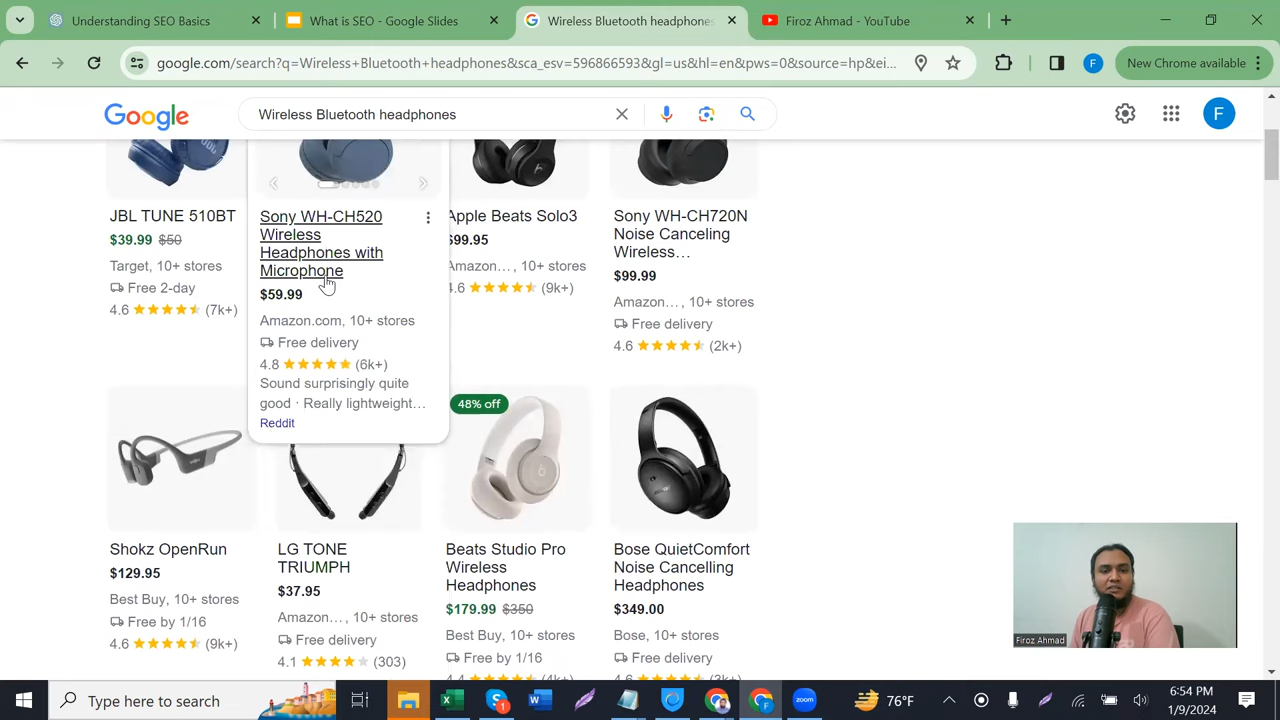 Understanding SEO Basics
What is SEO - Google Slides
Wireless Bluetooth headphones
Firoz Ahmad - YouTube
google.com/search?q=Wireless+Bluetooth+headphones&sca_esv=596866593&gl=us&hl=en&pws=0&source=hp&ei...
F
New Chrome available
Google
Wireless Bluetooth headphones
F
JBL TUNE 510BT
$39.99 $50
Target, 10+ stores
Free 2-day
4.6 (7k+)
Sony WH-CH520
Wireless
Headphones with
Microphone
$59.99
Amazon.com, 10+ stores
Free delivery
4.8 (6k+)
Sound surprisingly quite
good · Really lightweight...
Reddit
Apple Beats Solo3
$99.95
Amazon..., 10+ stores
4.6 (9k+)
Sony WH-CH720N
Noise Canceling
Wireless...
$99.99
Amazon..., 10+ stores
Free delivery
4.6 (2k+)
Shokz OpenRun
$129.95
Best Buy, 10+ stores
Free by 1/16
4.6 (9k+)
LG TONE
TRIUMPH
$37.95
Amazon..., 10+ stores
Free delivery
4.1 (303)
48% off
Beats Studio Pro
Wireless
Headphones
$179.99 $350
Best Buy, 10+ stores
Free by 1/16
Bose QuietComfort
Noise Cancelling
Headphones
$349.00
Bose, 10+ stores
Free delivery
Firoz Ahmad
Type here to search
76°F
6:54 PM
1/9/2024